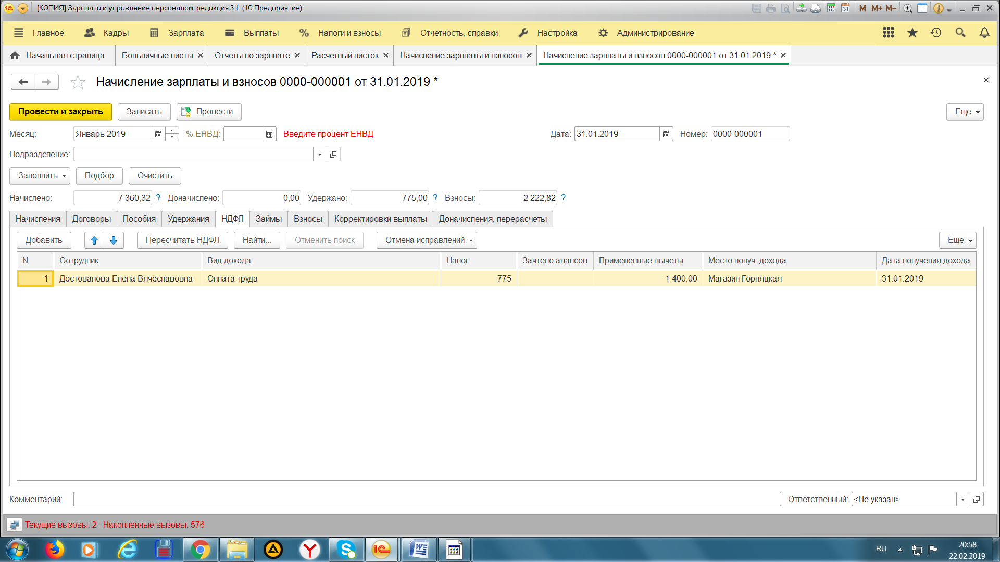 [КОПИЯ] Зарплата и управление персоналом, редакция 3.1 (1С:Предприятие)
M M+ M-
Главное Кадры Зарплата Выплаты Налоги и взносы Отчетность, справки Настройка Администрирование
Начальная страница Больничные листы Отчеты по зарплате Расчетный листок Начисление зарплаты и взносов Начисление зарплаты и взносов 0000-000001 от 31.01.2019 *
Начисление зарплаты и взносов 0000-000001 от 31.01.2019 *
Провести и закрыть Записать Провести Еще
Месяц: Январь 2019 % ЕНВД: Введите процент ЕНВД Дата: 31.01.2019 Номер: 0000-000001
Подразделение:
Заполнить Подбор Очистить
Начислено: 7 360,32 ? Доначислено: 0,00 Удержано: 775,00 ? Взносы: 2 222,82 ?
Начисления Договоры Пособия Удержания НДФЛ Займы Взносы Корректировки выплаты Доначисления, перерасчеты
Добавить Пересчитать НДФЛ Найти... Отменить поиск Отмена исправлений Еще
N Сотрудник Вид дохода Налог Зачтено авансов Примененные вычеты Место получ. дохода Дата получения дохода
1 Достовалова Елена Вячеславовна Оплата труда 775 1 400,00 Магазин Горняцкая 31.01.2019
Комментарий: Ответственный: <Не указан>
Текущие вызовы: 2 Накопленные вызовы: 576
RU 20:58
22.02.2019